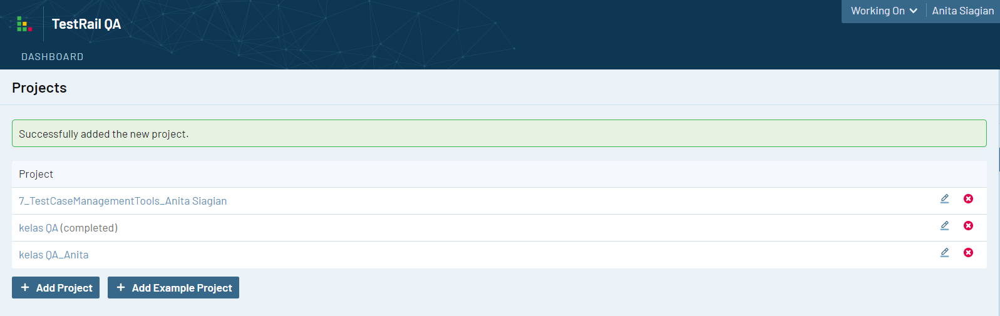 Working On
Anita Siagian
TestRail QA
DASHBOARD
Projects
Successfully added the new project.
Project
7_TestCaseManagementTools_Anita Siagian
kelas QA (completed)
kelas QA_Anita
+ Add Project
+ Add Example Project